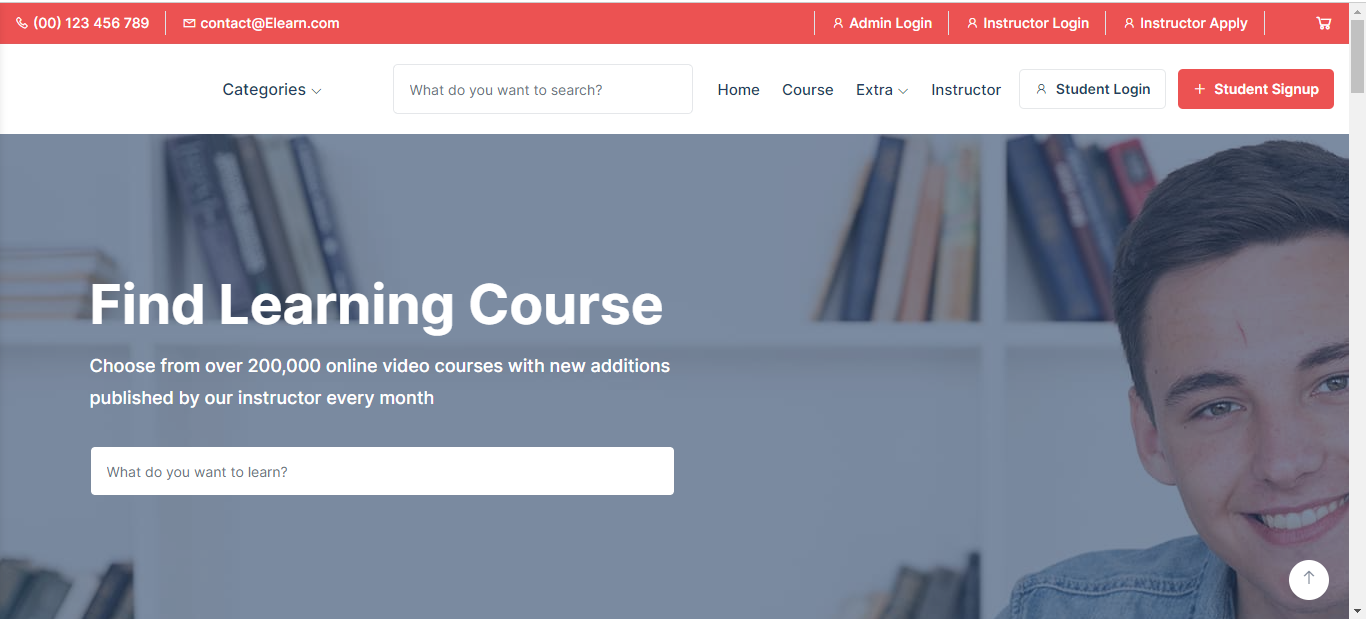 (00) 123 456 789
contact@Elearn.com
Admin Login
Instructor Login
Instructor Apply
Categories
What do you want to search?
Home
Course
Extra
Instructor
Student Login
Student Signup
Find Learning Course
Choose from over 200,000 online video courses with new additions
published by our instructor every month
What do you want to learn?